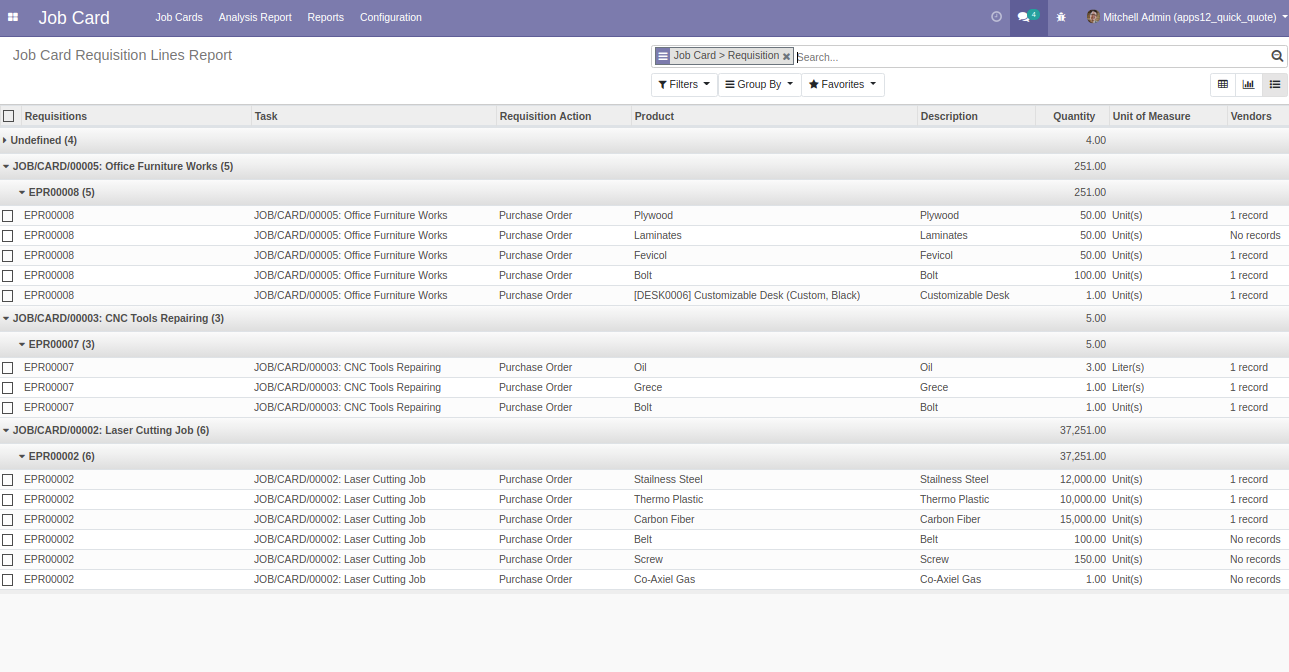 Job Card Job Cards Analysis Report Reports Configuration 4 Mitchell Admin (apps12_quick_quote)
Job Card Requisition Lines Report Job Card > Requisition Search...
Filters Group By Favorites
Requisitions Task Requisition Action Product Description Quantity Unit of Measure Vendors
Undefined (4) 4.00
JOB/CARD/00005: Office Furniture Works (5) 251.00
EPR00008 (5) 251.00
EPR00008 JOB/CARD/00005: Office Furniture Works Purchase Order Plywood Plywood 50.00 Unit(s) 1 record
EPR00008 JOB/CARD/00005: Office Furniture Works Purchase Order Laminates Laminates 50.00 Unit(s) No records
EPR00008 JOB/CARD/00005: Office Furniture Works Purchase Order Fevicol Fevicol 50.00 Unit(s) 1 record
EPR00008 JOB/CARD/00005: Office Furniture Works Purchase Order Bolt Bolt 100.00 Unit(s) 1 record
EPR00008 JOB/CARD/00005: Office Furniture Works Purchase Order [DESK0006] Customizable Desk (Custom, Black) Customizable Desk 1.00 Unit(s) 1 record
JOB/CARD/00003: CNC Tools Repairing (3) 5.00
EPR00007 (3) 5.00
EPR00007 JOB/CARD/00003: CNC Tools Repairing Purchase Order Oil Oil 3.00 Liter(s) 1 record
EPR00007 JOB/CARD/00003: CNC Tools Repairing Purchase Order Grece Grece 1.00 Liter(s) 1 record
EPR00007 JOB/CARD/00003: CNC Tools Repairing Purchase Order Bolt Bolt 1.00 Unit(s) 1 record
JOB/CARD/00002: Laser Cutting Job (6) 37,251.00
EPR00002 (6) 37,251.00
EPR00002 JOB/CARD/00002: Laser Cutting Job Purchase Order Stailness Steel Stailness Steel 12,000.00 Unit(s) 1 record
EPR00002 JOB/CARD/00002: Laser Cutting Job Purchase Order Thermo Plastic Thermo Plastic 10,000.00 Unit(s) 1 record
EPR00002 JOB/CARD/00002: Laser Cutting Job Purchase Order Carbon Fiber Carbon Fiber 15,000.00 Unit(s) 1 record
EPR00002 JOB/CARD/00002: Laser Cutting Job Purchase Order Belt Belt 100.00 Unit(s) No records
EPR00002 JOB/CARD/00002: Laser Cutting Job Purchase Order Screw Screw 150.00 Unit(s) No records
EPR00002 JOB/CARD/00002: Laser Cutting Job Purchase Order Co-Axiel Gas Co-Axiel Gas 1.00 Unit(s) No records